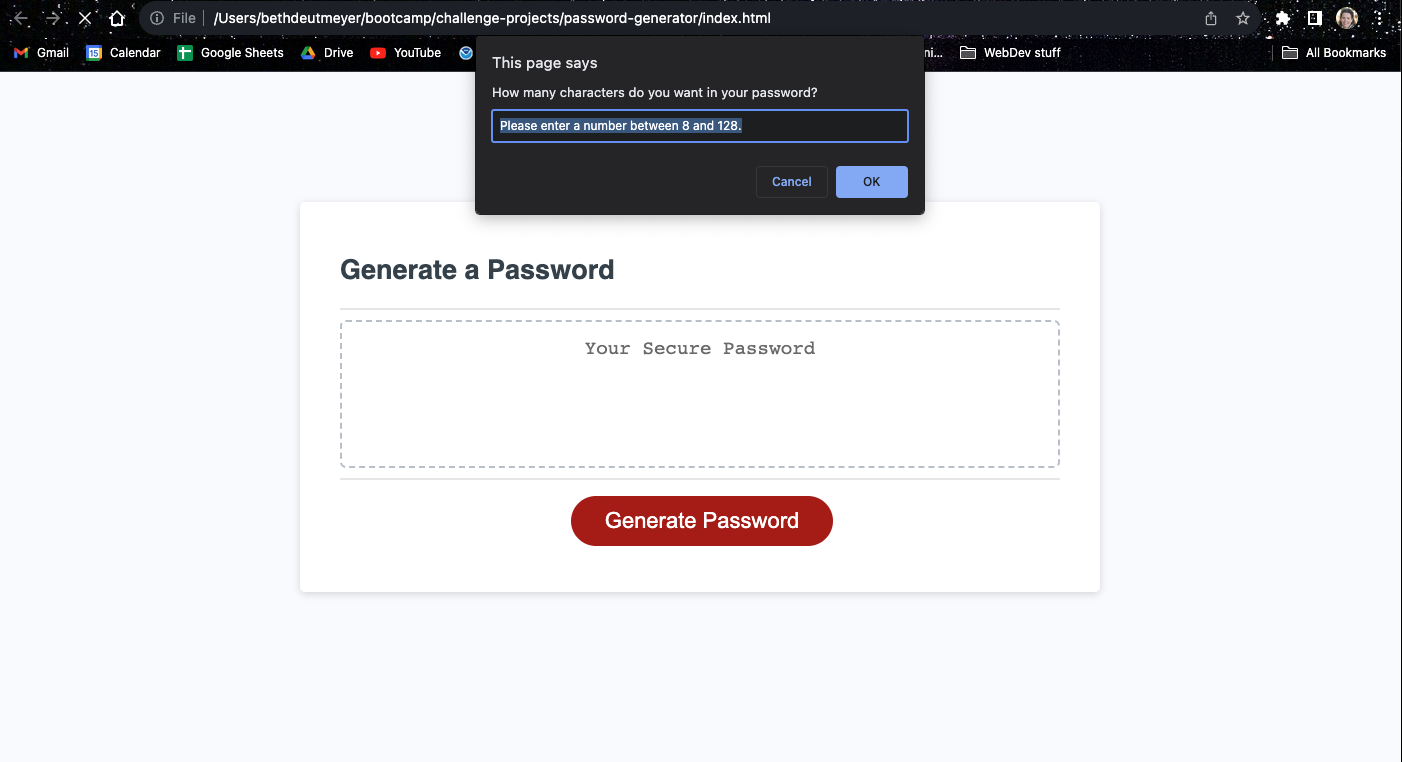 File /Users/bethdeutmeyer/bootcamp/challenge-projects/password-generator/index.html
Gmail 15 Calendar Google Sheets Drive YouTube ni... WebDev stuff All Bookmarks
This page says
How many characters do you want in your password?
Please enter a number between 8 and 128.
Cancel OK
Generate a Password
Your Secure Password
Generate Password